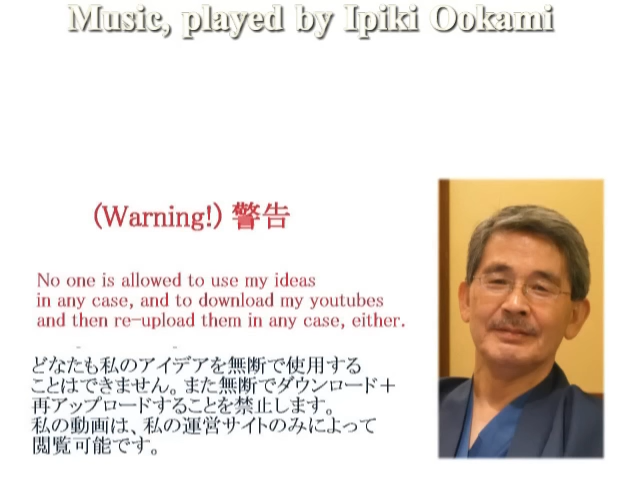 Music, played by Ipiki Ookami
(Warning!) 警告
No one is allowed to use my ideas
in any case, and to download my youtubes
and then re-upload them in any case, either.
どなたも私のアイデアを無断で使用する
ことはできません。また無断でダウンロード＋
再アップロードすることを禁止します。
私の動画は、私の運営サイトのみによって
閲覧可能です。